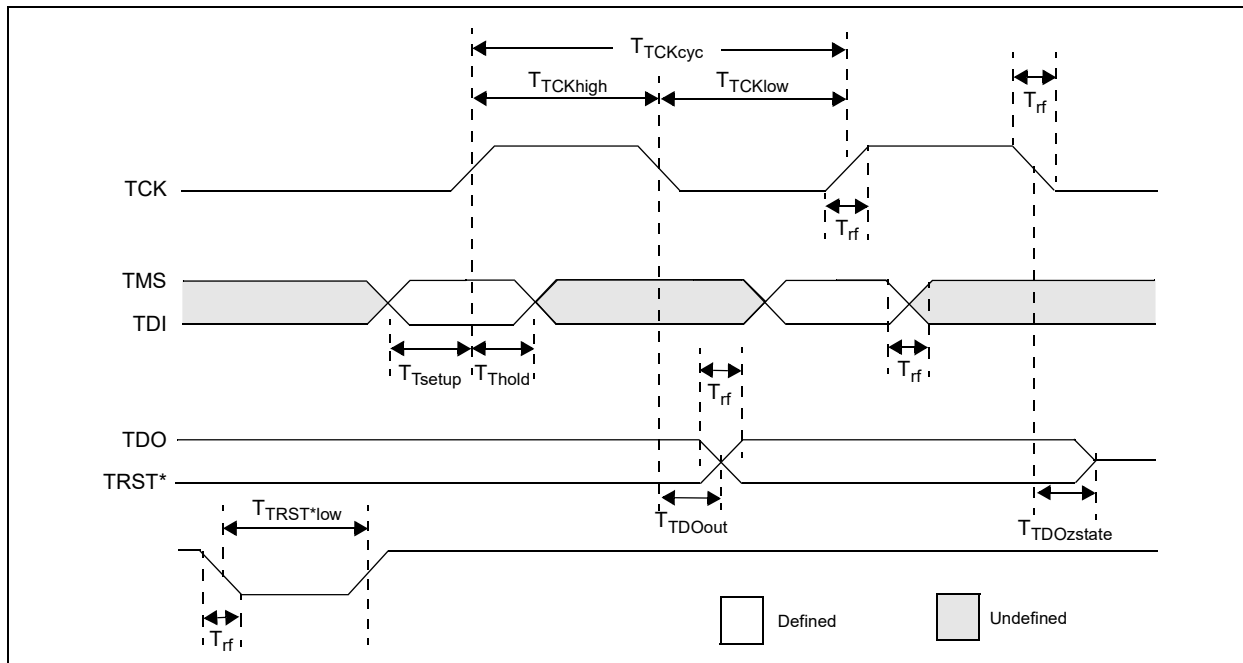 TTCKcyc
TTCKhigh
TTCKlow
Trf
TCK
Trf
TMS
TDI
TTsetup
TThold
Trf
Trf
TDO
TRST*
TTRST*low
TTDOout
TTDOzstate
Trf
Defined
Undefined